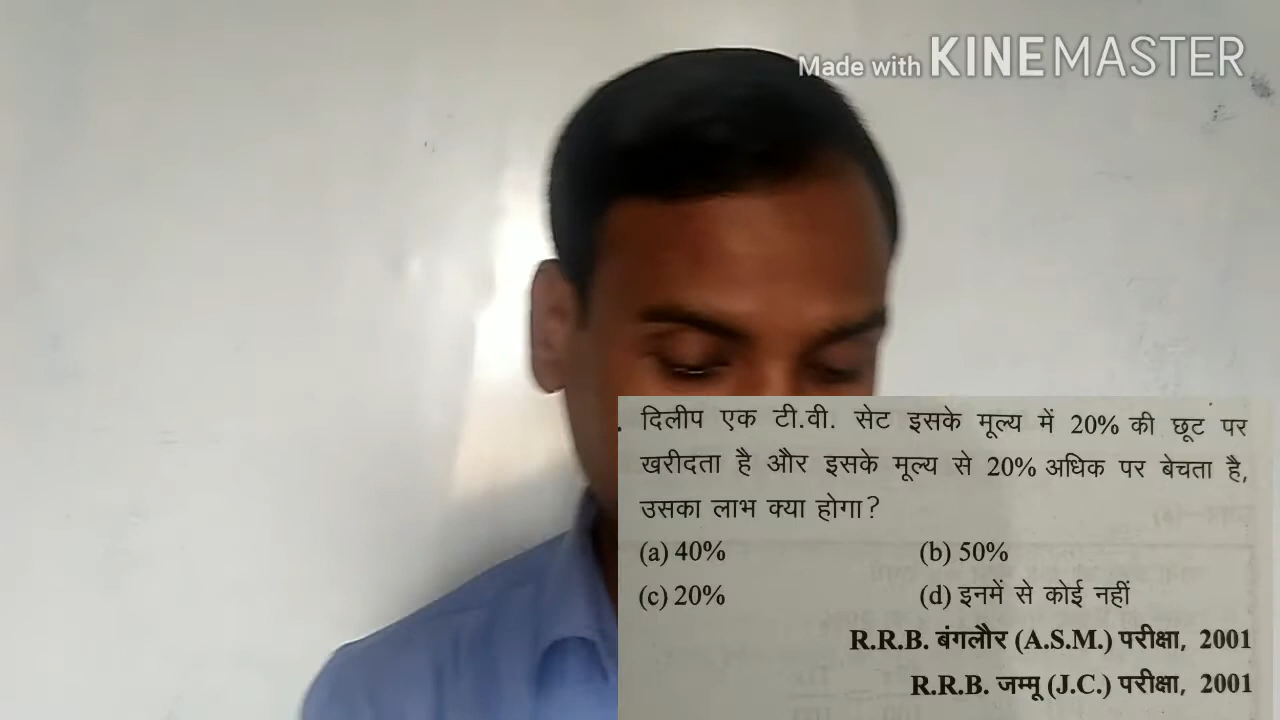 Made with KINEMASTER
दिलीप एक टी.वी. सेट इसके मूल्य में 20% की छूट पर
खरीदता है और इसके मूल्य से 20% अधिक पर बेचता है,
उसका लाभ क्या होगा?
(a) 40% (b) 50%
(c) 20% (d) इनमें से कोई नहीं
R.R.B. बंगलौर (A.S.M.) परीक्षा, 2001
R.R.B. जम्मू (J.C.) परीक्षा, 2001